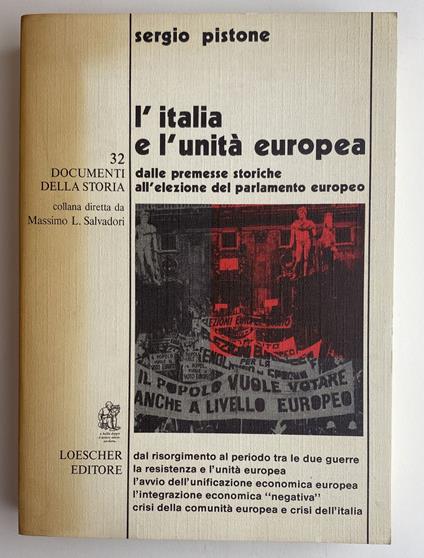 sergio pistone
l'italia
e l'unità europea
dalle premesse storiche
all'elezione del parlamento europeo
32
DOCUMENTI
DELLA STORIA
collana diretta da
Massimo L. Salvadori
IL POPOLO VUOLE VOTARE
ANCHE A LIVELLO EUROPEO
LOESCHER
EDITORE
dal risorgimento al periodo tra le due guerre
la resistenza e l'unità europea
l'avvio dell'unificazione economica europea
l'integrazione economica "negativa"
crisi della comunità europea e crisi dell'italia